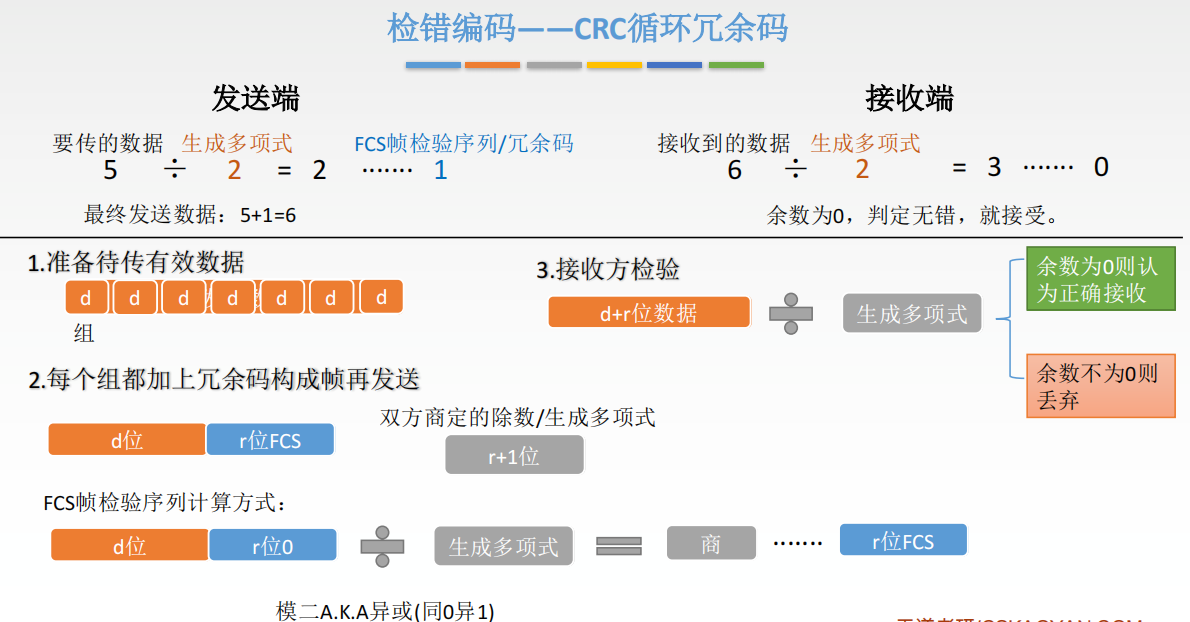 检错编码——CRC循环冗余码
发送端
接收端
要传的数据 生成多项式 FCS帧检验序列/冗余码
5 ÷ 2 = 2 ······· 1
最终发送数据：5+1=6
接收到的数据 生成多项式
6 ÷ 2 = 3 ······· 0
余数为0，判定无错，就接受。
1.准备待传有效数据
d d d d d d d
组
2.每个组都加上冗余码构成帧再发送
d位 r位FCS
双方商定的除数/生成多项式
r+1位
FCS帧检验序列计算方式：
d位 r位0 生成多项式 商 ······· r位FCS
模二A.K.A异或(同0异1)
3.接收方检验
d+r位数据 生成多项式
余数为0则认
为正确接收
余数不为0则
丢弃